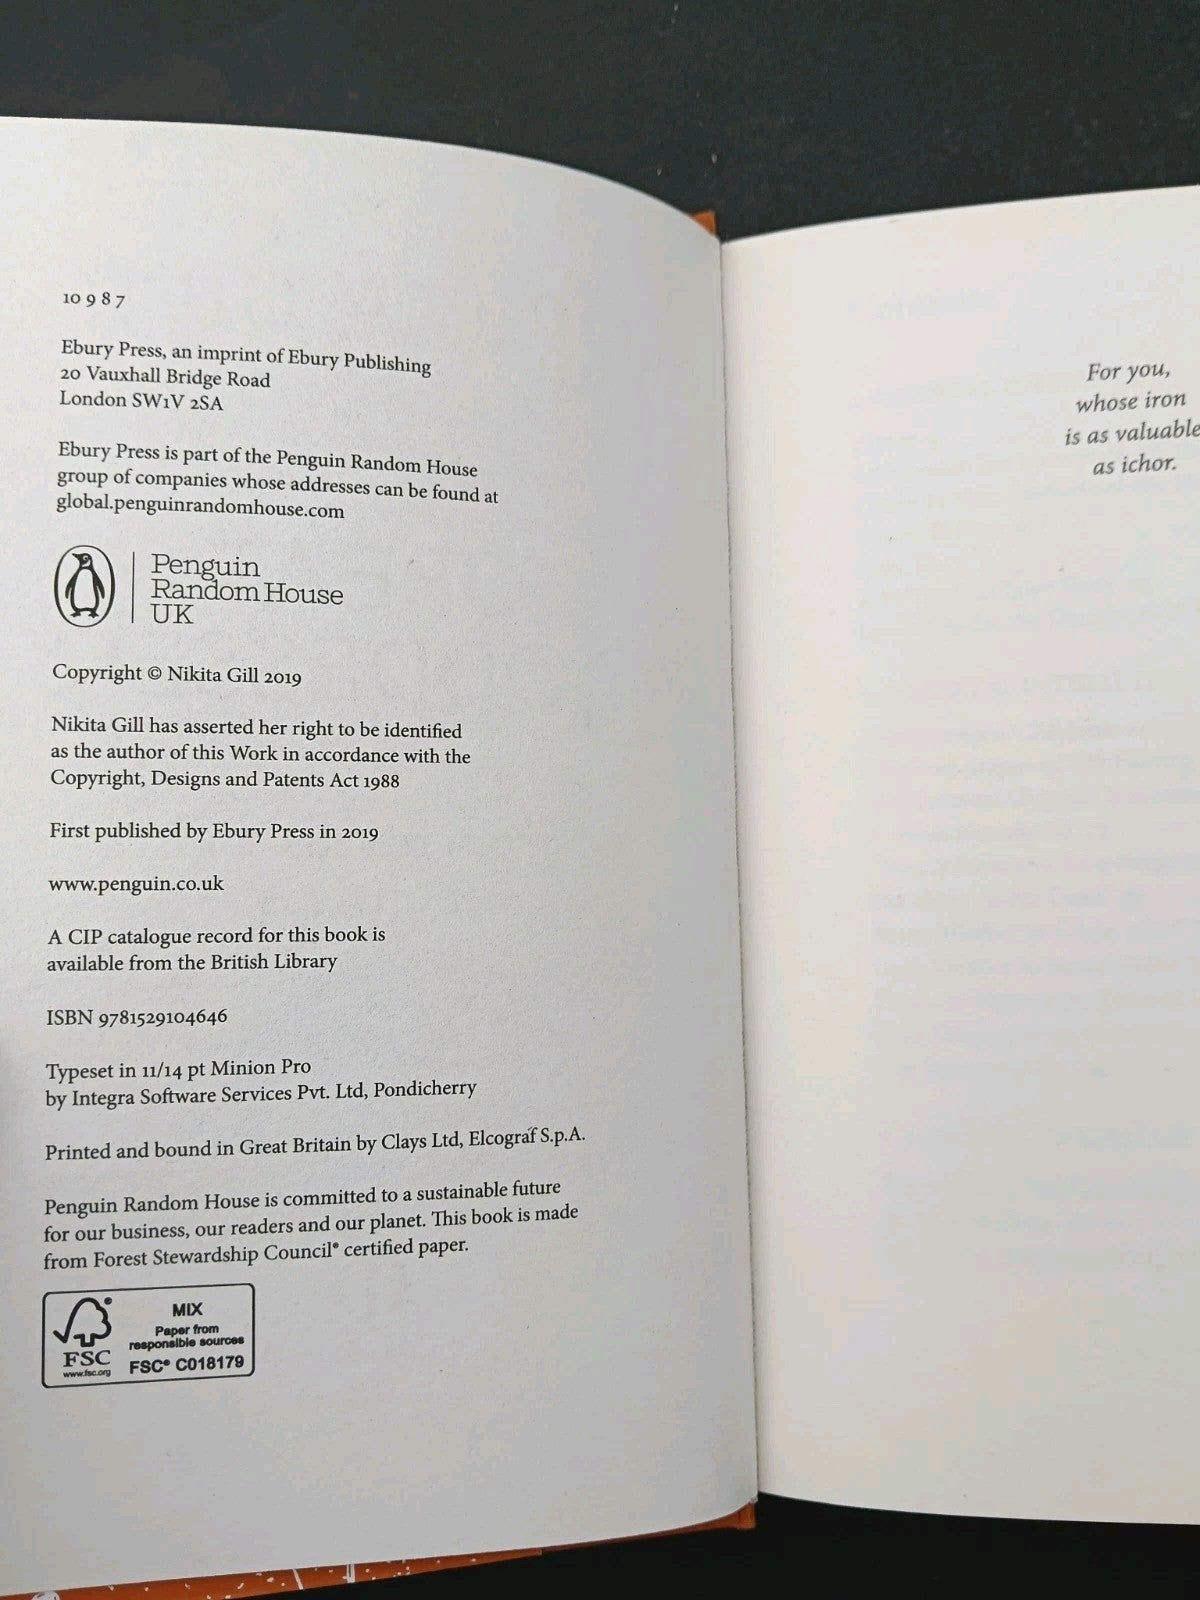 10 9 8 7
Ebury Press, an imprint of Ebury Publishing
20 Vauxhall Bridge Road
London SW1V 2SA
Ebury Press is part of the Penguin Random House
group of companies whose addresses can be found at
global.penguinrandomhouse.com
Penguin
Random House
UK
Copyright © Nikita Gill 2019
Nikita Gill has asserted her right to be identified
as the author of this Work in accordance with the
Copyright, Designs and Patents Act 1988
First published by Ebury Press in 2019
www.penguin.co.uk
A CIP catalogue record for this book is
available from the British Library
ISBN 9781529104646
Typeset in 11/14 pt Minion Pro
by Integra Software Services Pvt. Ltd, Pondicherry
Printed and bound in Great Britain by Clays Ltd, Elcograf S.p.A.
Penguin Random House is committed to a sustainable future
for our business, our readers and our planet. This book is made
from Forest Stewardship Council® certified paper.
FSC
www.fsc.org
MIX
Paper from
responsible sources
FSC® C018179
For you,
whose iron
is as valuable
as ichor.